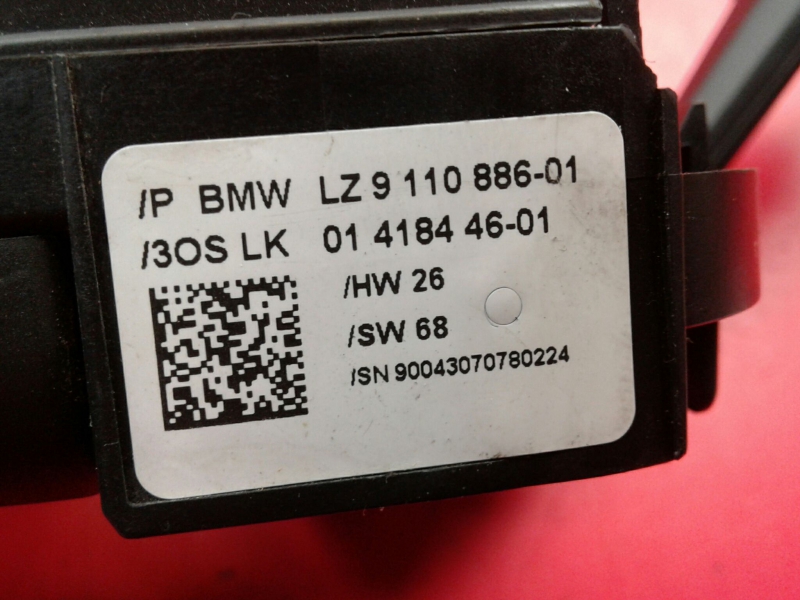 /P BMW LZ 9 110 886-01
/3OS LK 01 4184 46-01
/HW 26
/SW 68
/SN 90043070780224